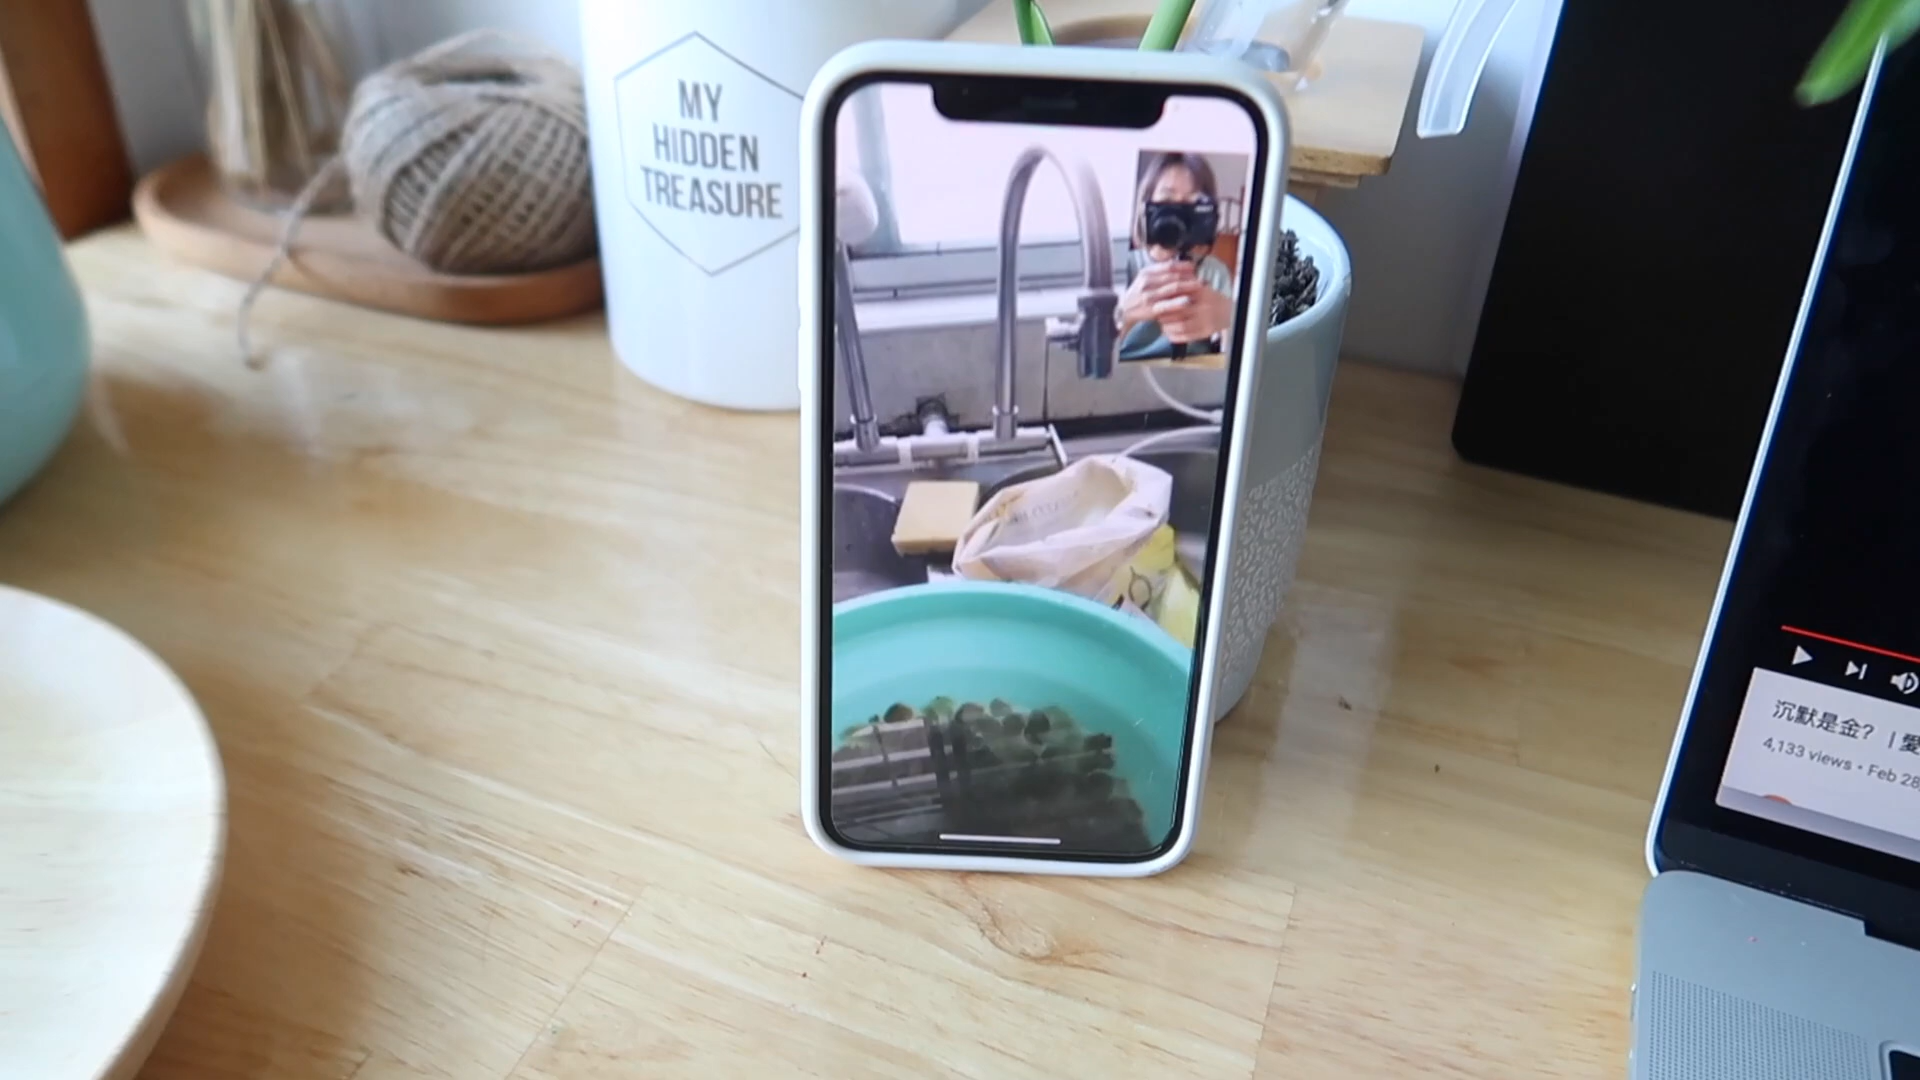 MY
HIDDEN
TREASURE
沉默是金? | 愛
4,133 views • Feb 28